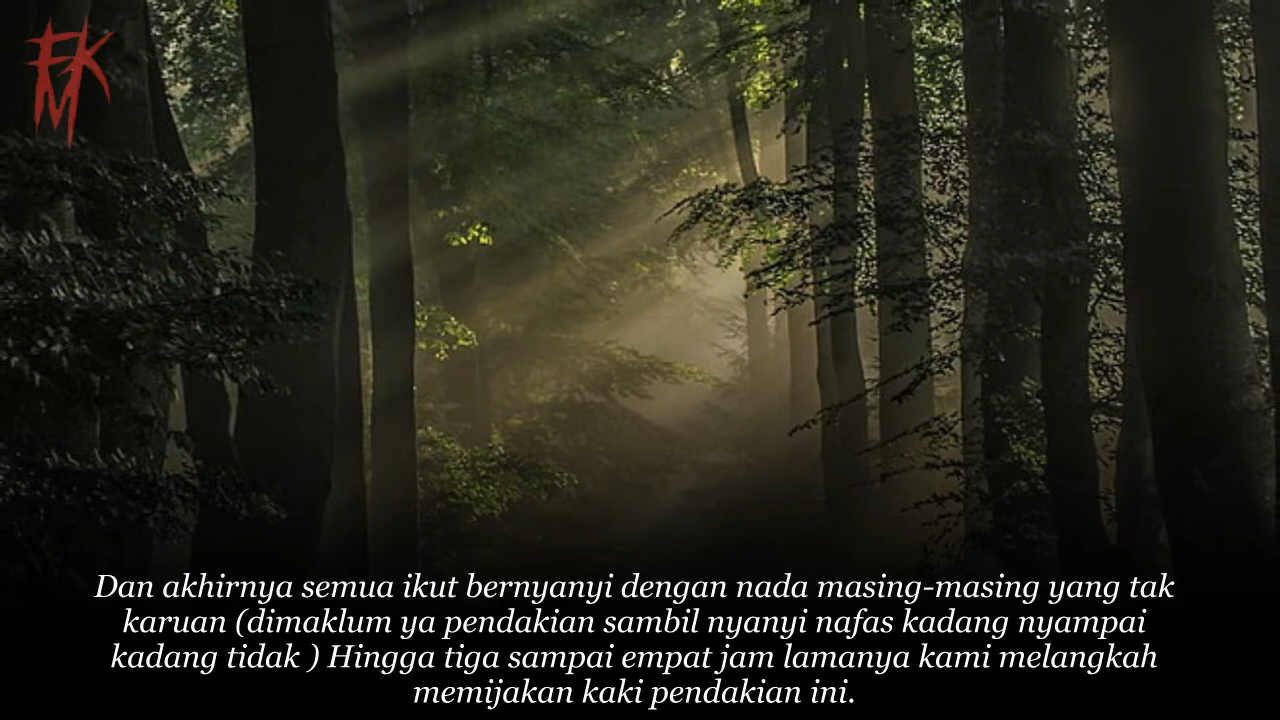 FKM
Dan akhirnya semua ikut bernyanyi dengan nada masing-masing yang tak
karuan (dimaklum ya pendakian sambil nyanyi nafas kadang nyampai
kadang tidak ) Hingga tiga sampai empat jam lamanya kami melangkah
memijakan kaki pendakian ini.